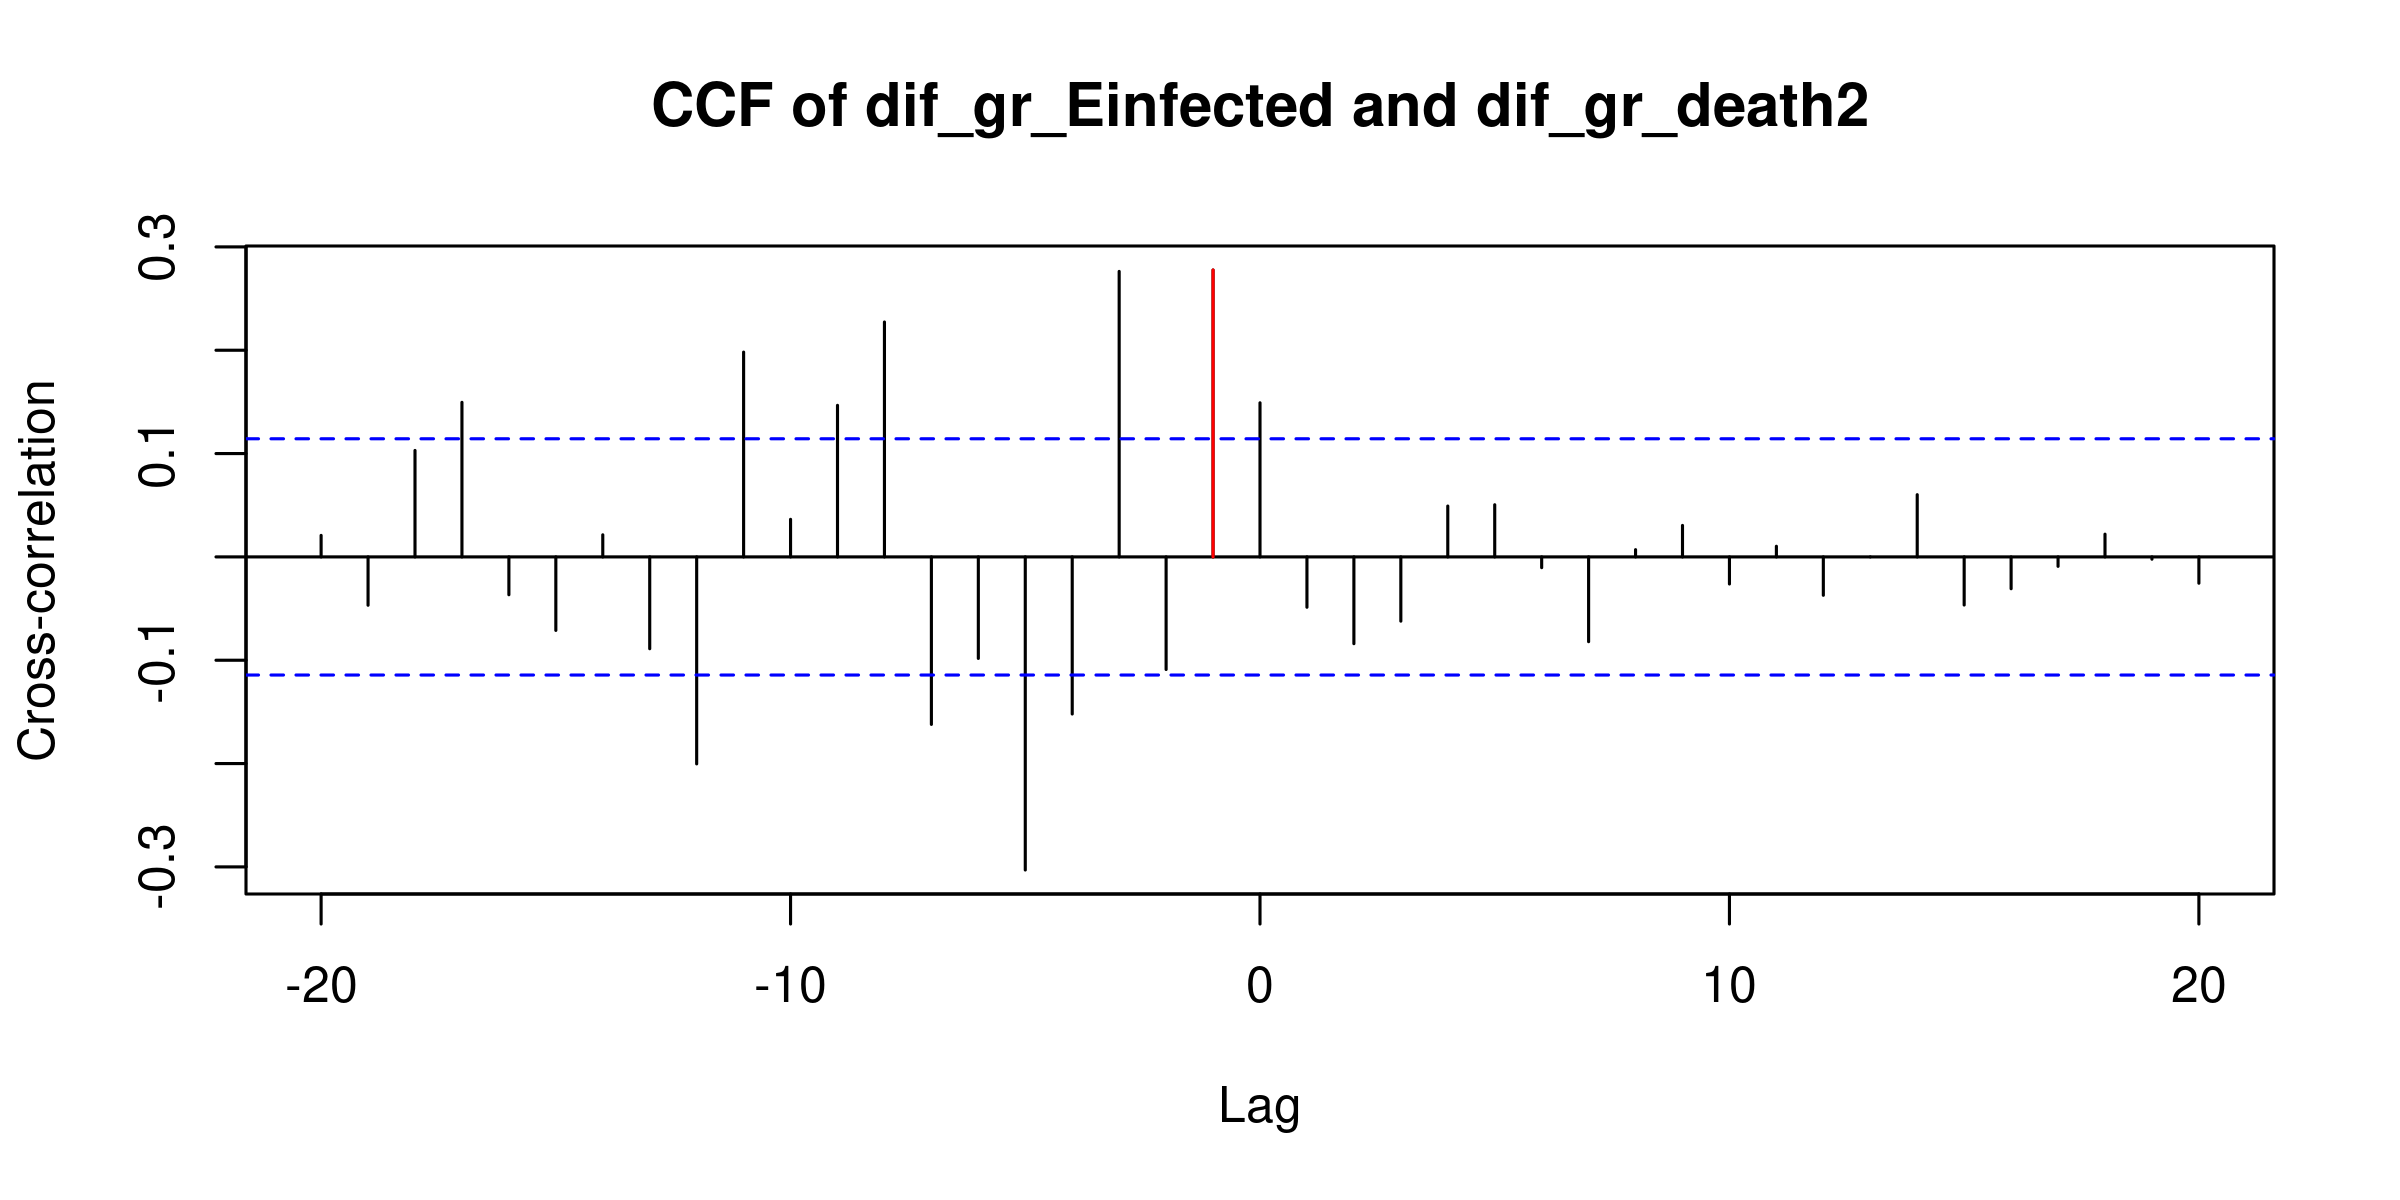 CCF of dif_gr_Einfected and dif_gr_death2
Cross-correlation
0.3
0.1
-0.1
-0.3
-20 -10 0 10 20
Lag